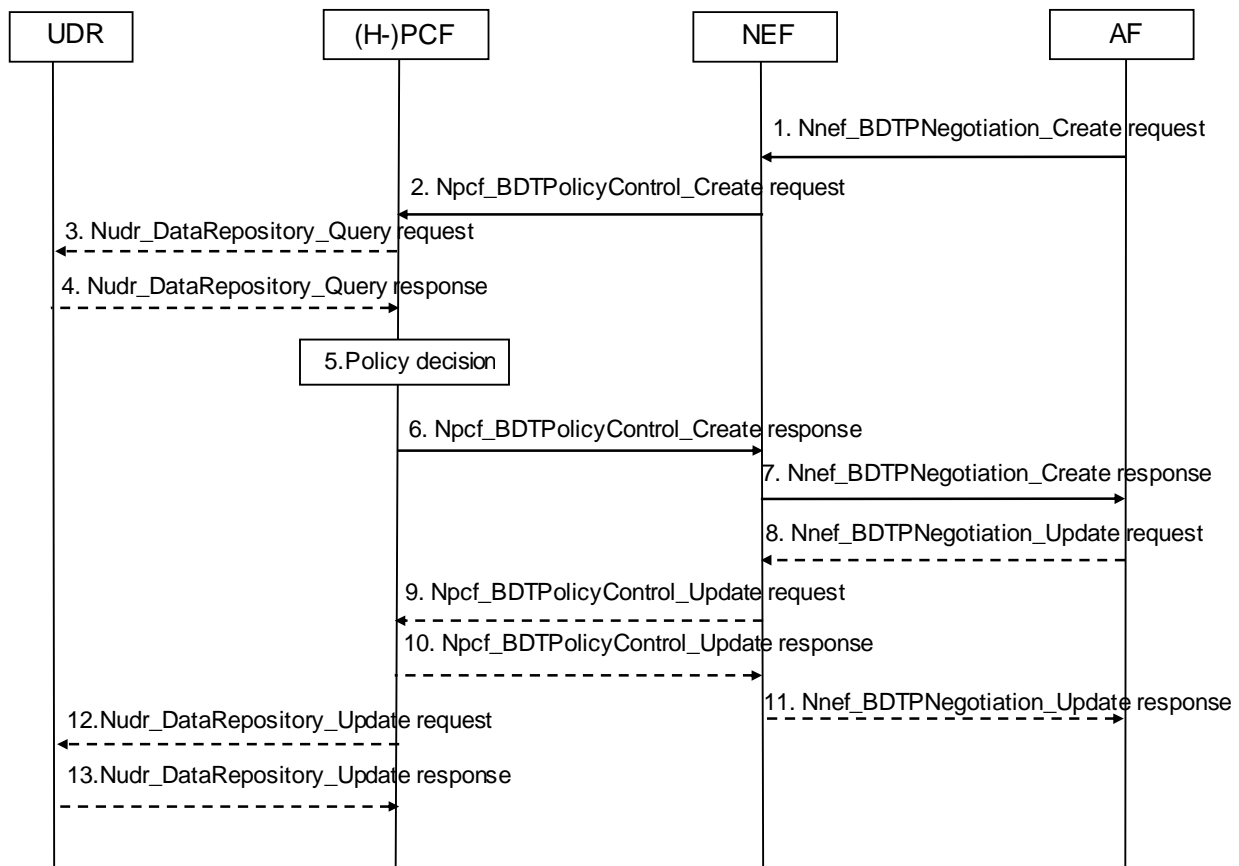 UDR
(H-)PCF
NEF
AF
1. Nnef_BDTPNegotiation_Create request
2. Npcf_BDTPolicyControl_Create request
3. Nudr_DataRepository_Query request
4. Nudr_DataRepository_Query response
5.Policy decision
6. Npcf_BDTPolicyControl_Create response
7. Nnef_BDTPNegotiation_Create response
8. Nnef_BDTPNegotiation_Update request
9. Npcf_BDTPolicyControl_Update request
10. Npcf_BDTPolicyControl_Update response
11. Nnef_BDTPNegotiation_Update response
12.Nudr_DataRepository_Update request
13.Nudr_DataRepository_Update response